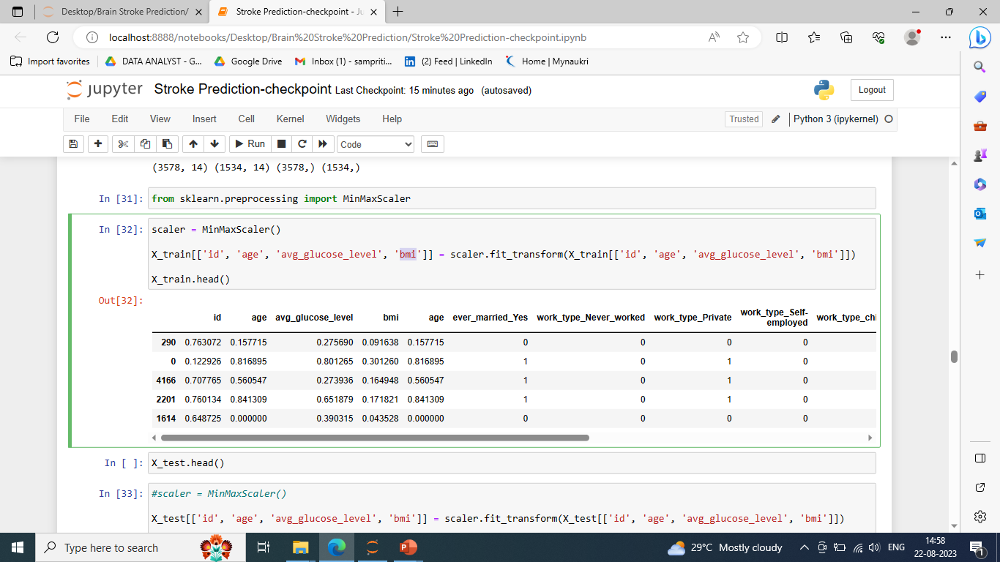 Desktop/Brain Stroke Prediction/
Stroke Prediction-checkpoint - Ju
localhost:8888/notebooks/Desktop/Brain%20Stroke%20Prediction/Stroke%20Prediction-checkpoint.ipynb
Import favorites DATA ANALYST - G... Google Drive Inbox (1) - sampriti... (2) Feed | LinkedIn Home | Mynaukri
jupyter Stroke Prediction-checkpoint Last Checkpoint: 15 minutes ago (autosaved) Logout
File Edit View Insert Cell Kernel Widgets Help Trusted Python 3 (ipykernel)
Run Code
(3578, 14) (1534, 14) (3578,) (1534,)
In [31]: from sklearn.preprocessing import MinMaxScaler
In [32]: scaler = MinMaxScaler()
X_train[['id', 'age', 'avg_glucose_level', 'bmi']] = scaler.fit_transform(X_train[['id', 'age', 'avg_glucose_level', 'bmi']])
X_train.head()
Out[32]:
id age avg_glucose_level bmi age ever_married_Yes work_type_Never_worked work_type_Private work_type_Self-employed work_type_chi
290 0.763072 0.157715 0.275690 0.091638 0.157715 0 0 0 0
0 0.122926 0.816895 0.801265 0.301260 0.816895 1 0 1 0
4166 0.707765 0.560547 0.273936 0.164948 0.560547 1 0 1 0
2201 0.760134 0.841309 0.651879 0.171821 0.841309 1 0 1 0
1614 0.648725 0.000000 0.390315 0.043528 0.000000 0 0 0 0
In [ ]: X_test.head()
In [33]: #scaler = MinMaxScaler()
X_test[['id', 'age', 'avg_glucose_level', 'bmi']] = scaler.fit_transform(X_test[['id', 'age', 'avg_glucose_level', 'bmi']])
Type here to search 29°C Mostly cloudy ENG 14:58
22-08-2023
1